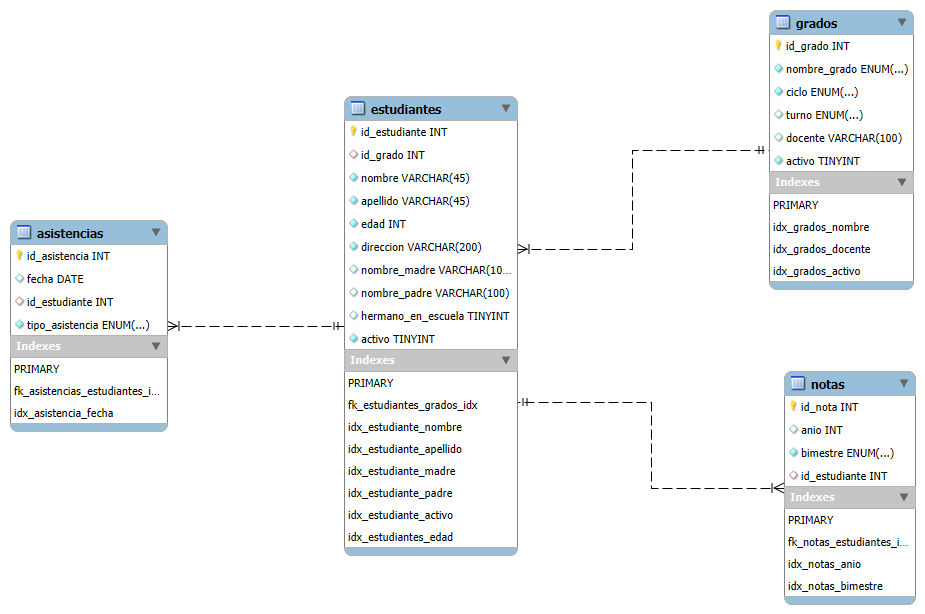 grados
id_grado INT
nombre_grado ENUM(...)
ciclo ENUM(...)
turno ENUM(...)
docente VARCHAR(100)
activo TINYINT
Indexes
PRIMARY
idx_grados_nombre
idx_grados_docente
idx_grados_activo
estudiantes
id_estudiante INT
id_grado INT
nombre VARCHAR(45)
apellido VARCHAR(45)
edad INT
direccion VARCHAR(200)
nombre_madre VARCHAR(10...
nombre_padre VARCHAR(100)
hermano_en_escuela TINYINT
activo TINYINT
Indexes
PRIMARY
fk_estudiantes_grados_idx
idx_estudiante_nombre
idx_estudiante_apellido
idx_estudiante_madre
idx_estudiante_padre
idx_estudiante_activo
idx_estudiantes_edad
asistencias
id_asistencia INT
fecha DATE
id_estudiante INT
tipo_asistencia ENUM(...)
Indexes
PRIMARY
fk_asistencias_estudiantes_i...
idx_asistencia_fecha
notas
id_nota INT
anio INT
bimestre ENUM(...)
id_estudiante INT
Indexes
PRIMARY
fk_notas_estudiantes_i...
idx_notas_anio
idx_notas_bimestre